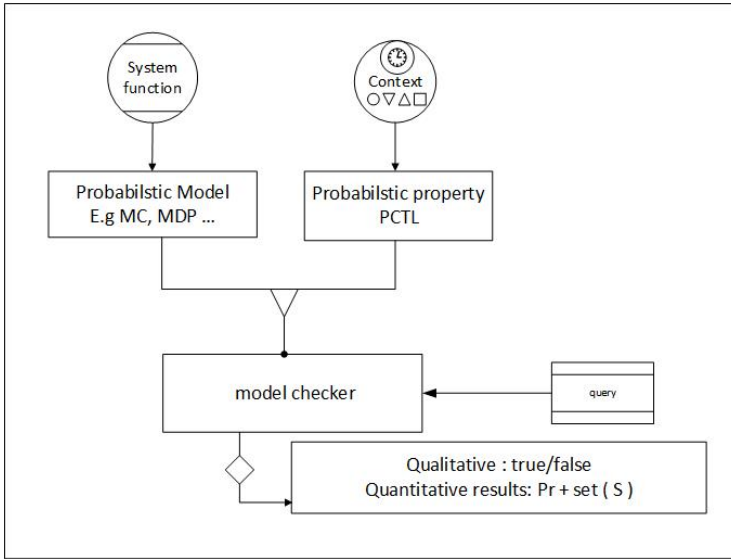 System
function
Context
Probabilstic Model
E.g MC, MDP ...
Probabilstic property
PCTL
model checker
query
Qualitative : true/false
Quantitative results: Pr + set ( S )